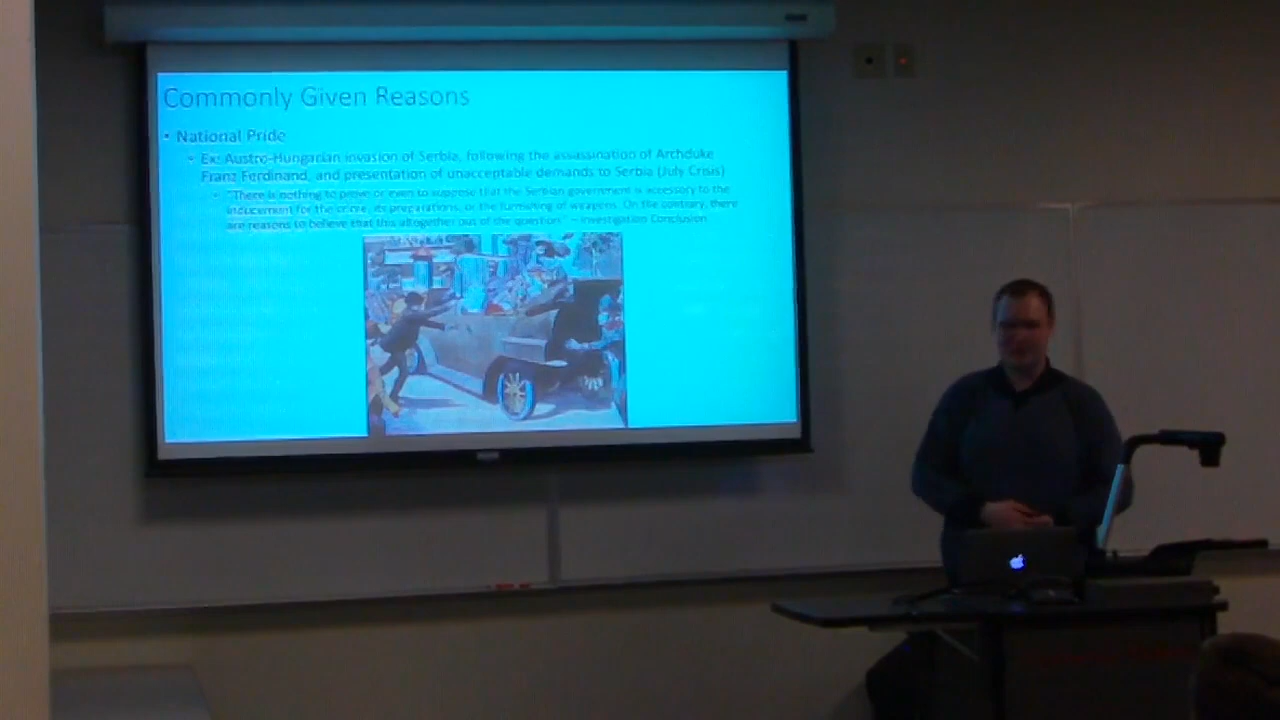 Commonly Given Reasons
• National Pride
• Ex: Austro-Hungarian invasion of Serbia, following the assassination of Archduke
Franz Ferdinand, and presentation of unacceptable demands to Serbia (July Crisis)
• "There is nothing to prove or even to suppose that the Serbian government is accessory to the
inducement for the crime, its preparations, or the furnishing of weapons. On the contrary, there
are reasons to believe that this altogether out of the question" – Investigation Conclusion